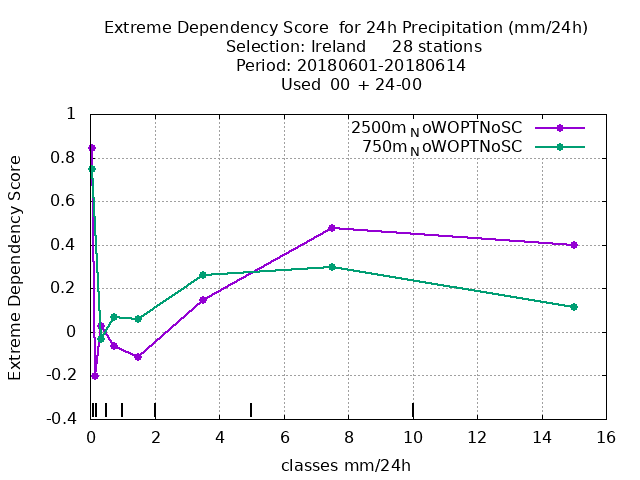 Extreme Dependency Score  for 24h Precipitation (mm/24h)
Selection: Ireland     28 stations
Period: 20180601-20180614
Used  00 + 24-00
2500m_NoWOPTNoSC
750m_NoWOPTNoSC
Extreme Dependency Score
1
0.8
0.6
0.4
0.2
0
-0.2
-0.4
0 2 4 6 8 10 12 14 16
classes mm/24h